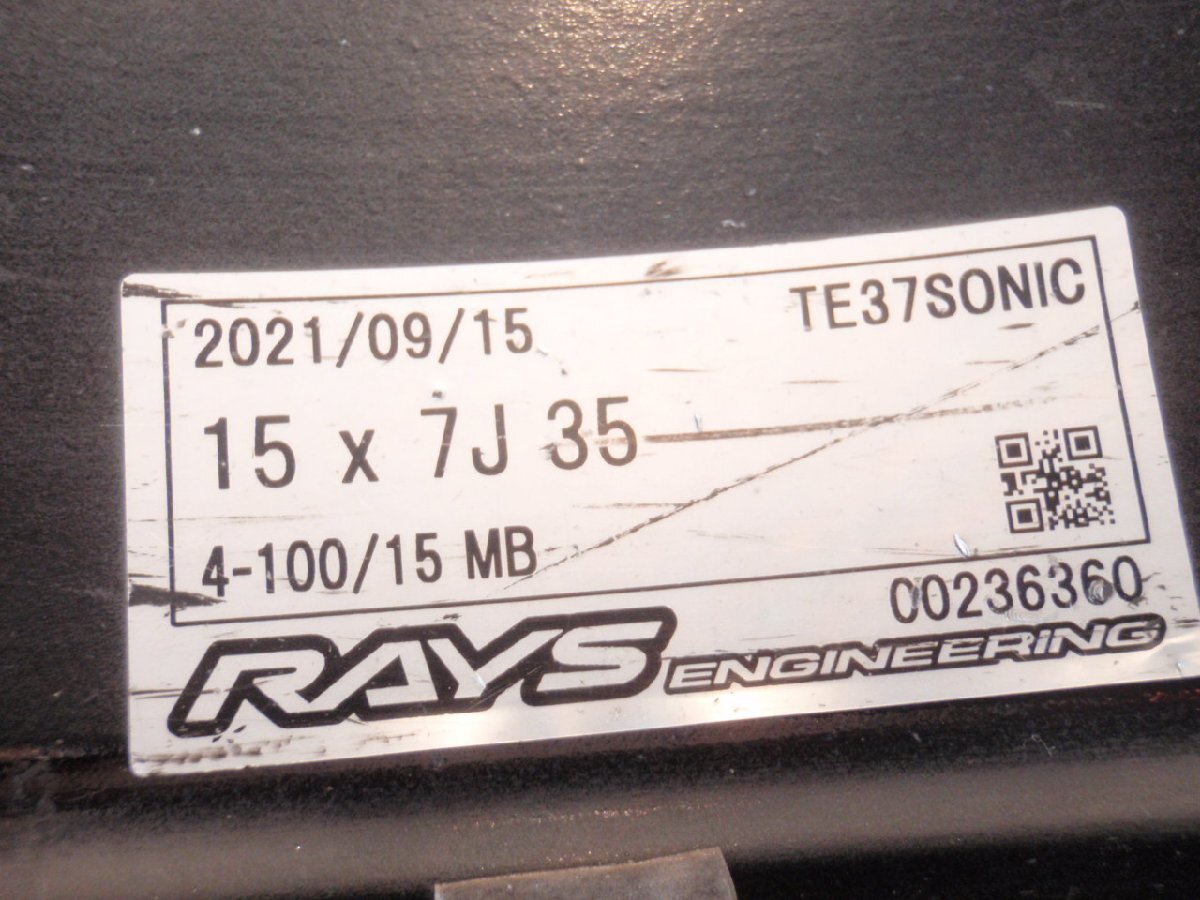 2021/09/15 TE37SONIC
15 x 7J 35
4-100/15 MB
00236360
RAYS ENGINEERING